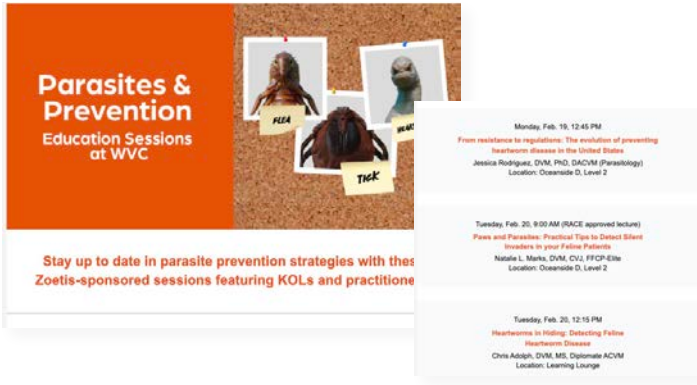 Parasites &
Prevention
Education Sessions
at WVC
FLEA
TICK
Stay up to date in parasite prevention strategies with
Zoetis-sponsored sessions featuring KOLs and
Monday, Feb. 19, 12:45 PM
From resistance to regulations: The evolution of preventing
heartworm disease in the United States
Jessica Rodriguez, DVM, PhD, DACVM (Parasitology)
Location: Oceanside D, Level 2
Tuesday, Feb. 20, 9:00 AM (RACE approved lecture)
Paws and Parasites: Practical Tips to Detect Silent
Invaders in your Feline Patients
Natalie L. Marks, DVM, CVJ, FFCP-Elite
Location: Oceanside D, Level 2
Tuesday, Feb. 20, 12:15 PM
Heartworms in Hiding: Detecting Feline
Heartworm Disease
Chris Adolph, DVM, MS, Diplomate ACVM
Location: Learning Lounge